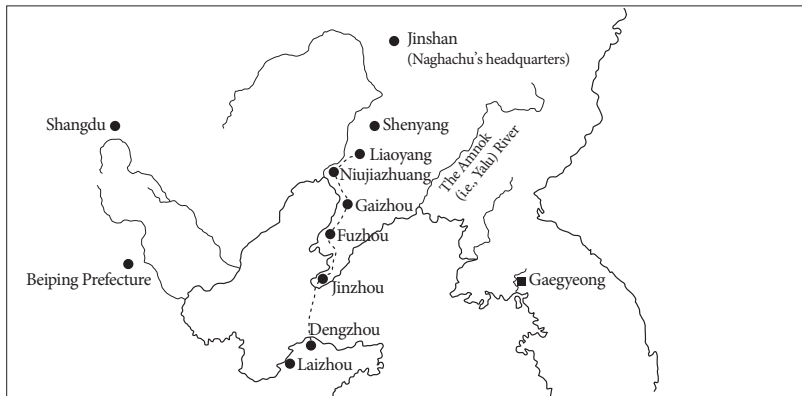 Jinshan
(Naghachu's headquarters)
Shangdu
Shenyang
Liaoyang
Niujiazhuang
The Amnok
(i.e., Yalu) River
Gaizhou
Fuzhou
Beiping Prefecture
Jinzhou
Gaegyeong
Dengzhou
Laizhou